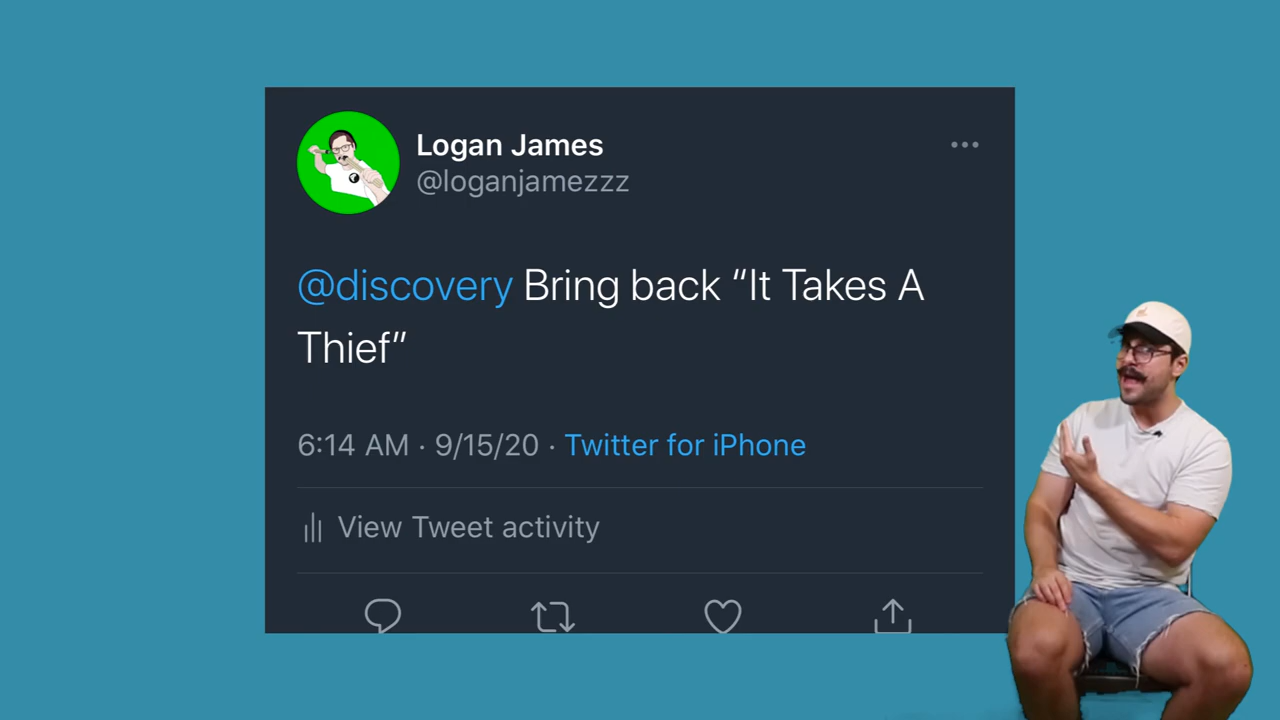 Logan James
@loganjamezzz
@discovery Bring back “It Takes A
Thief”
6:14 AM · 9/15/20 · Twitter for iPhone
View Tweet activity